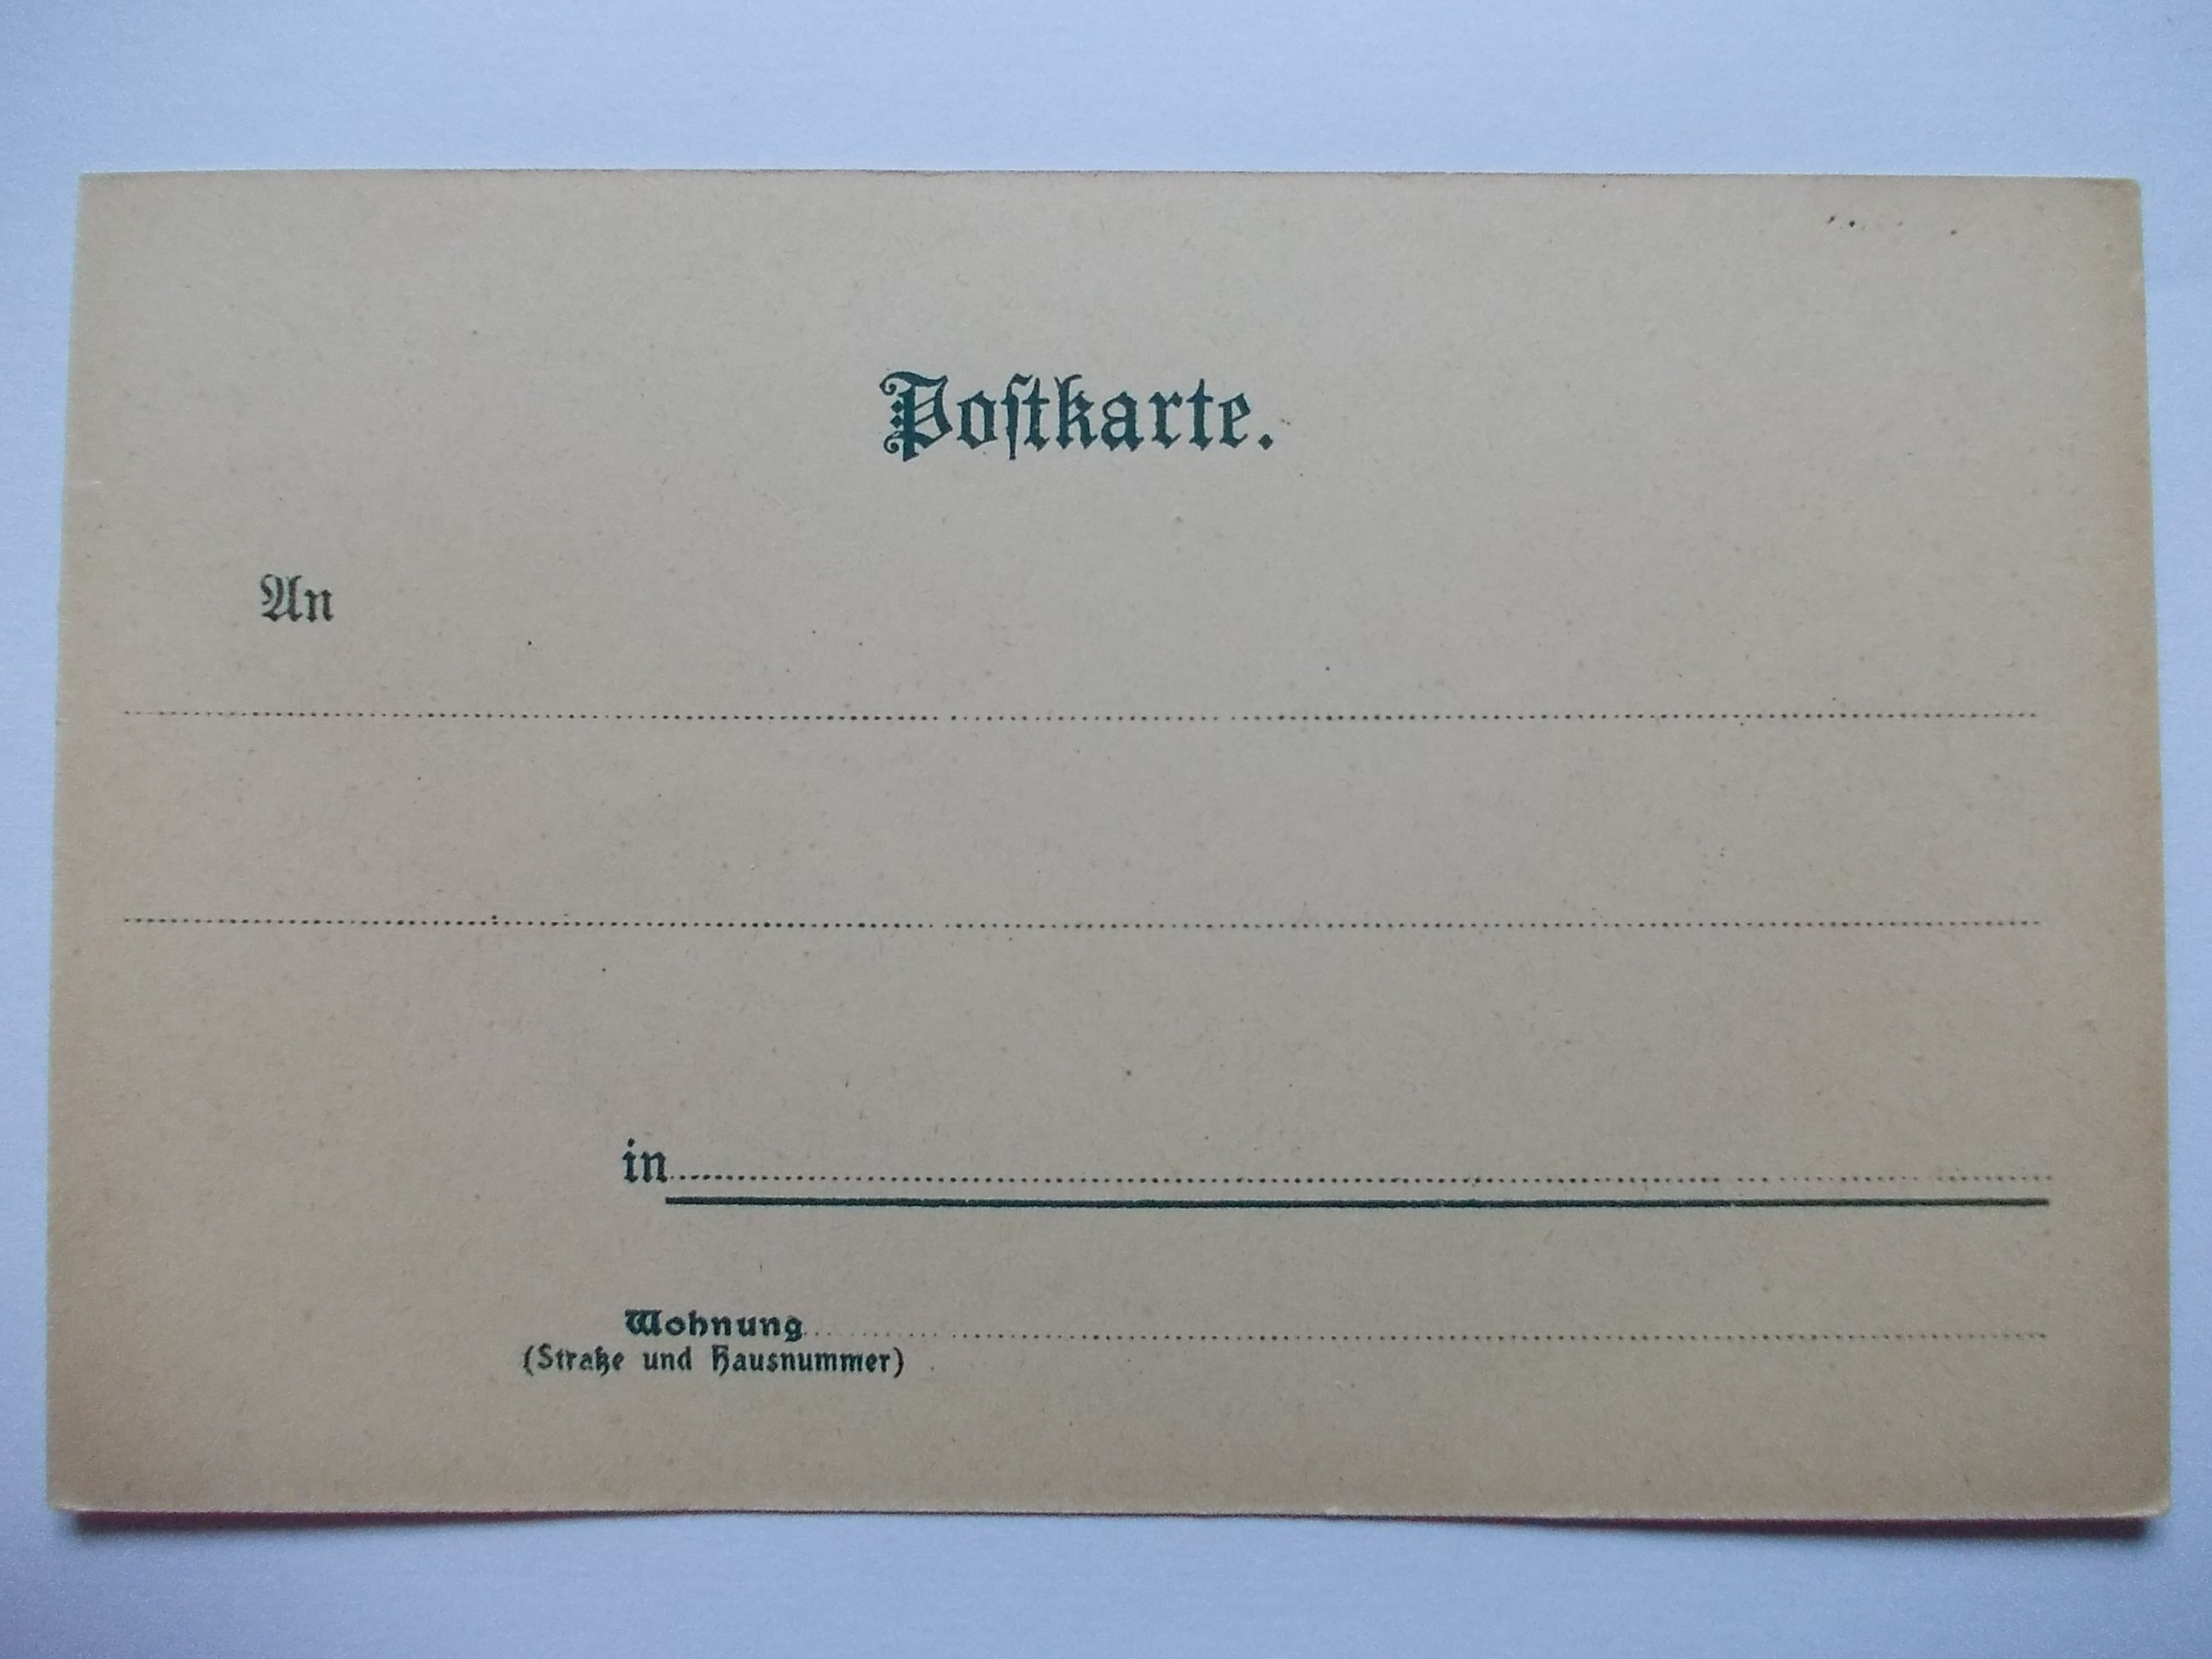 Poſtkarte.
An
in
Wohnung
(Straße und Hausnummer)